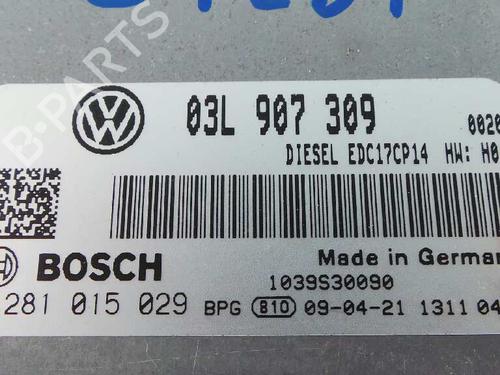 03L 907 309
DIESEL EDC17CP14 HW: H0
BOSCH
Made in German
1039S30090
281 015 029 BPG B10 09-04-21 1311 04
B-PARTS